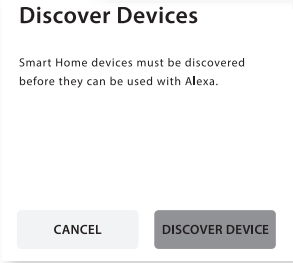 Discover Devices
Smart Home devices must be discovered
before they can be used with Alexa.
CANCEL
DISCOVER DEVICE